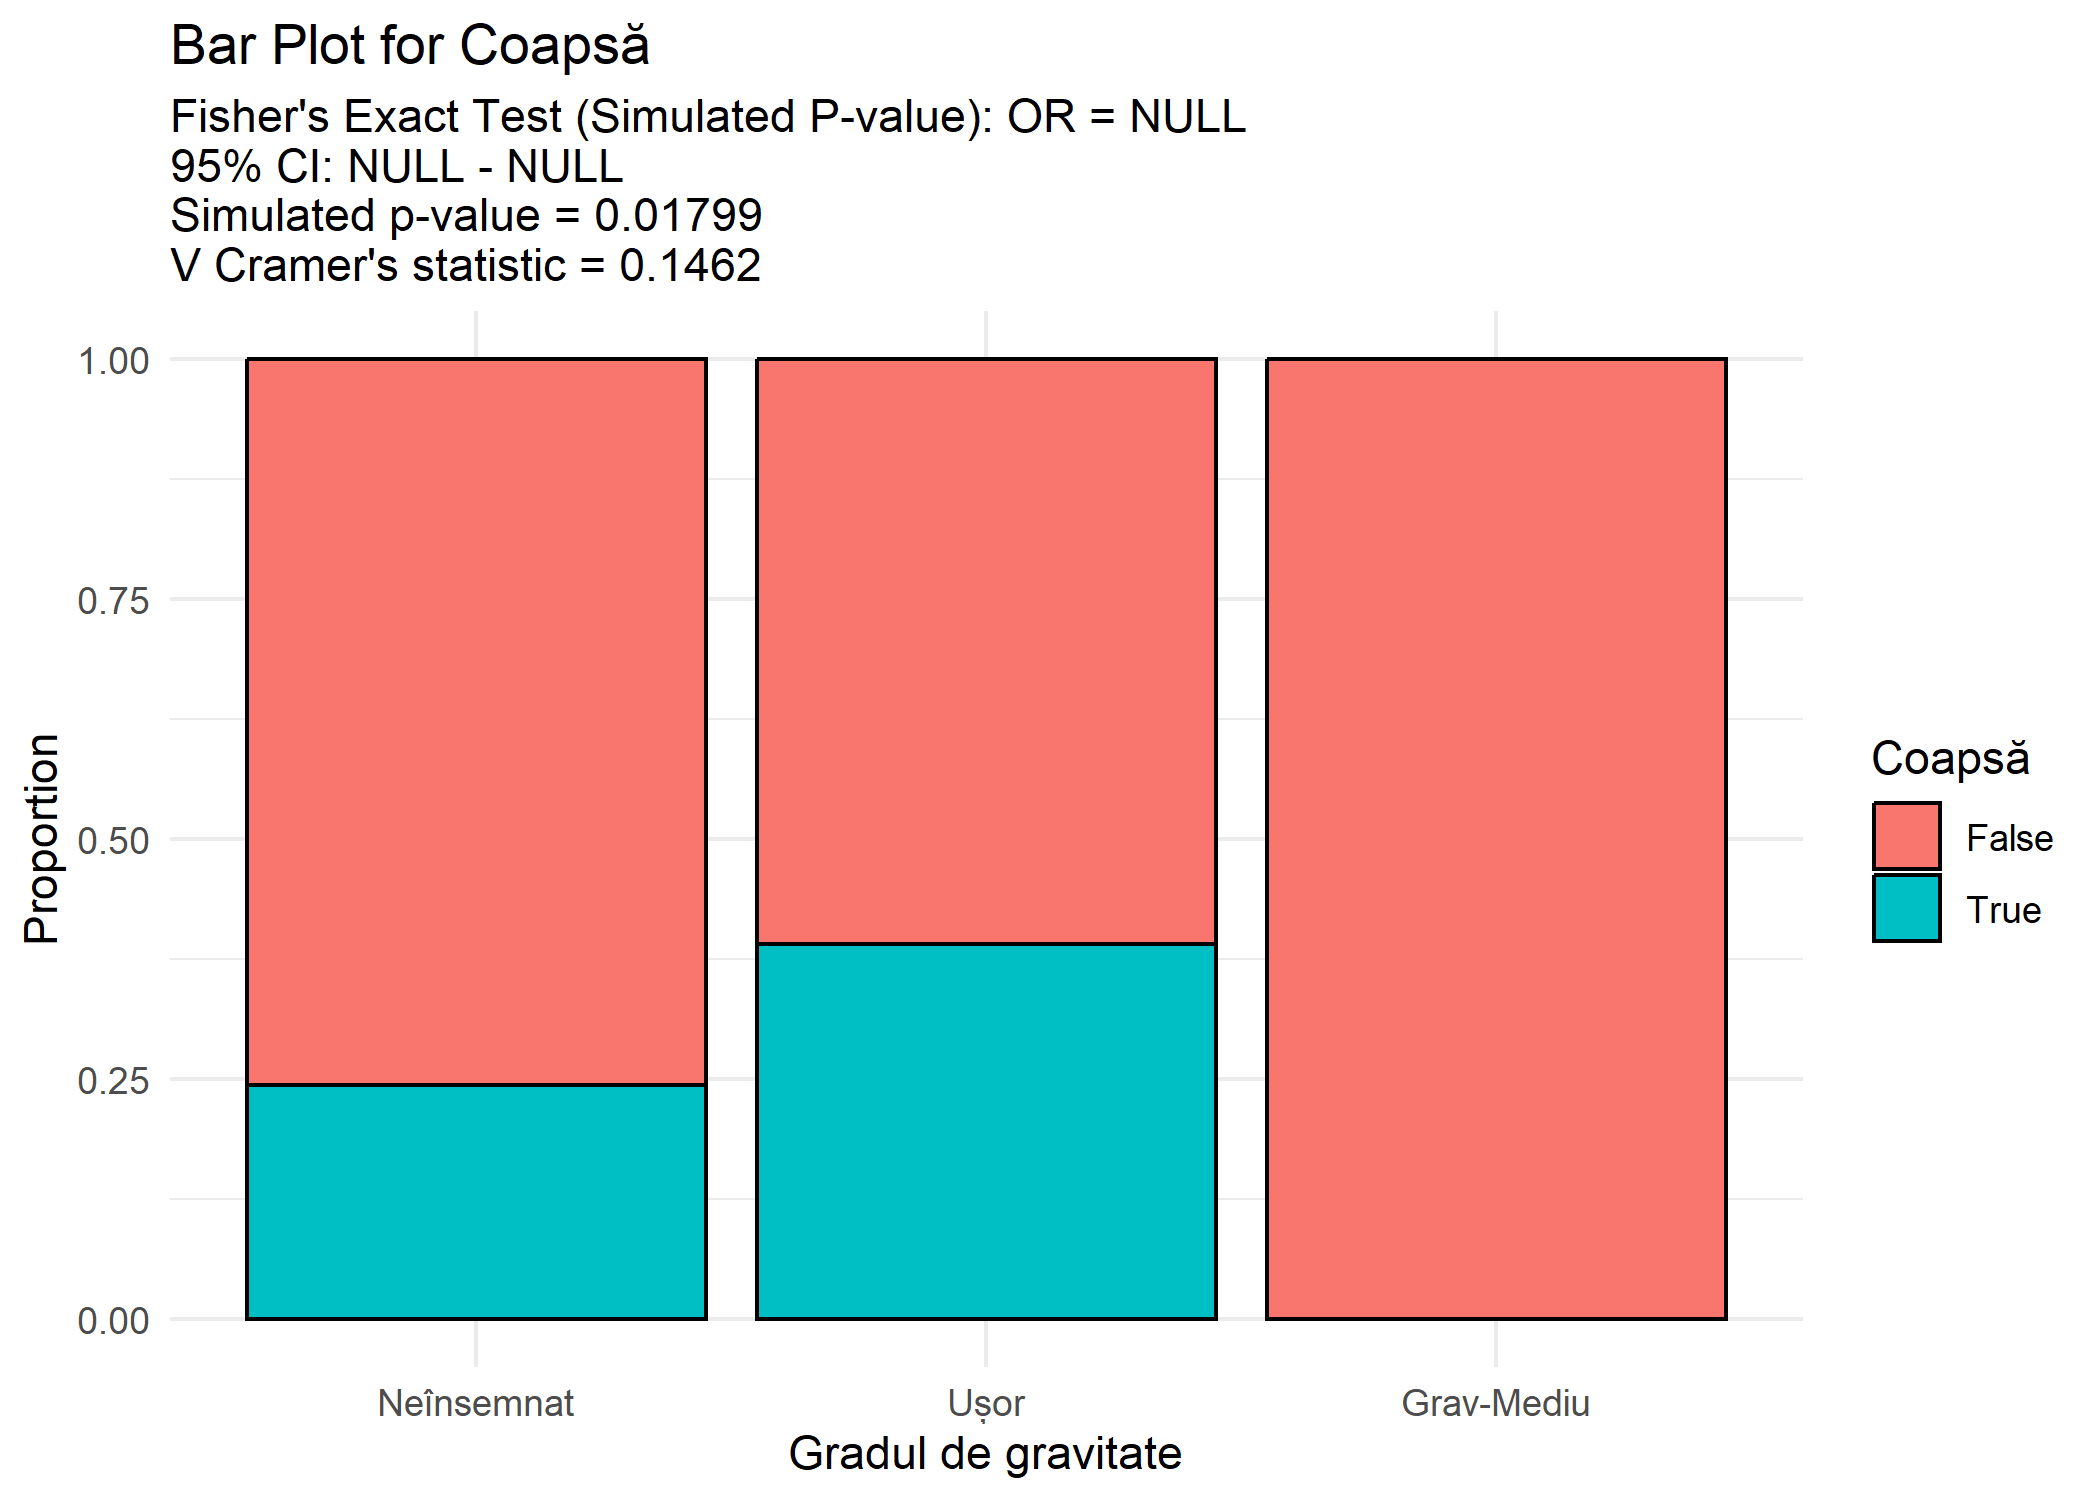 Bar Plot for Coapsă
Fisher's Exact Test (Simulated P-value): OR = NULL
95% CI: NULL - NULL
Simulated p-value = 0.01799
V Cramer's statistic = 0.1462
1.00
0.75
0.50
0.25
0.00
Proportion
Neînsemnat
Ușor
Grav-Mediu
Gradul de gravitate
Coapsă
False
True